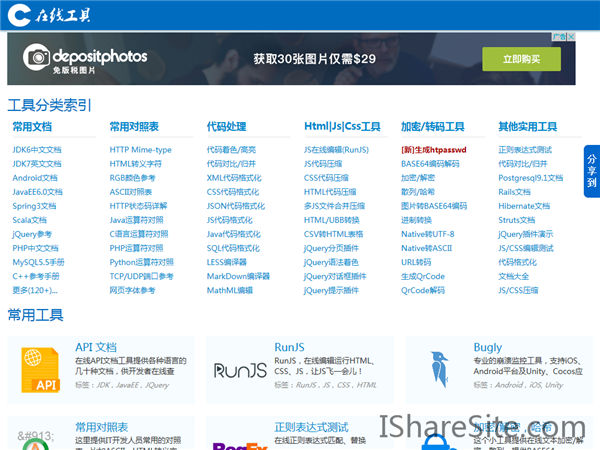 在线工具
广告
depositphotos
免版税图片
获取30张图片仅需$29
立即购买
工具分类索引
常用文档
JDK6中文文档
JDK7英文文档
Android文档
JavaEE6.0文档
Spring3文档
Scala文档
jQuery参考
PHP中文文档
MySQL5.5手册
C++参考手册
更多(120+)...
常用对照表
HTTP Mime-type
HTML转义字符
RGB颜色参考
ASCII对照表
HTTP状态码详解
Java运算符对照
C语言运算符对照
PHP运算符对照
Python运算符对照
TCP/UDP端口参考
网页字体参考
代码处理
代码着色/高亮
代码对比/归并
XML代码格式化
CSS代码格式化
JSON代码格式化
JS代码格式化
Java代码格式化
SQL代码格式化
LESS编译器
MarkDown编译器
MathML编辑
Html|Js|Css工具
JS在线编辑(RunJS)
JS代码压缩
CSS代码压缩
HTML代码压缩
多JS文件合并压缩
HTML/UBB转换
CSV转HTML表格
jQuery分页插件
jQuery语法着色
jQuery对话框插件
jQuery提示插件
加密/转码工具
[新]生成htpasswd
BASE64编码解码
加密/解密
散列/哈希
图片转BASE64编码
进制转换
Native转UTF-8
Native转ASCII
URL转码
生成QrCode
QrCode解码
其他实用工具
正则表达式测试
代码对比/归并
Postgresql9.1文档
Rails文档
Hibernate文档
Struts文档
jQuery插件演示
JS/CSS编辑测试
代码格式化
文档大全
JS/CSS压缩
分享到
常用工具
API
API 文档
在线API文档工具提供各种语言的
几十种文档，供开发者在线查
标签：JDK , JavaEE , JQuery
RunJS
RunJS
RunJS，在线编辑运行HTML、
CSS、JS，让JS飞一会儿！
标签：RunJS , JS , CSS , HTML
Bugly
专业的崩溃监控工具，支持iOS、
Android平台及Unity、Cocos应
标签：Android , iOS, Unity
&#913;
常用对照表
这里提供IT开发人员常用的对照
RegEx
正则表达式测试
在线正则表达式匹配、替换
加密/解密、哈希
这个小工具提供在线文本加密/解
IShareSite.com